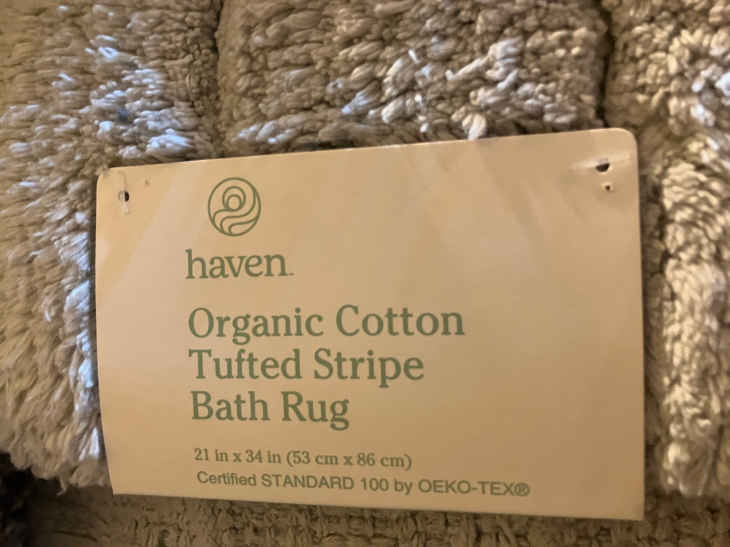 haven™
Organic Cotton
Tufted Stripe
Bath Rug
21 in x 34 in (53 cm x 86 cm)
Certified STANDARD 100 by OEKO-TEX®